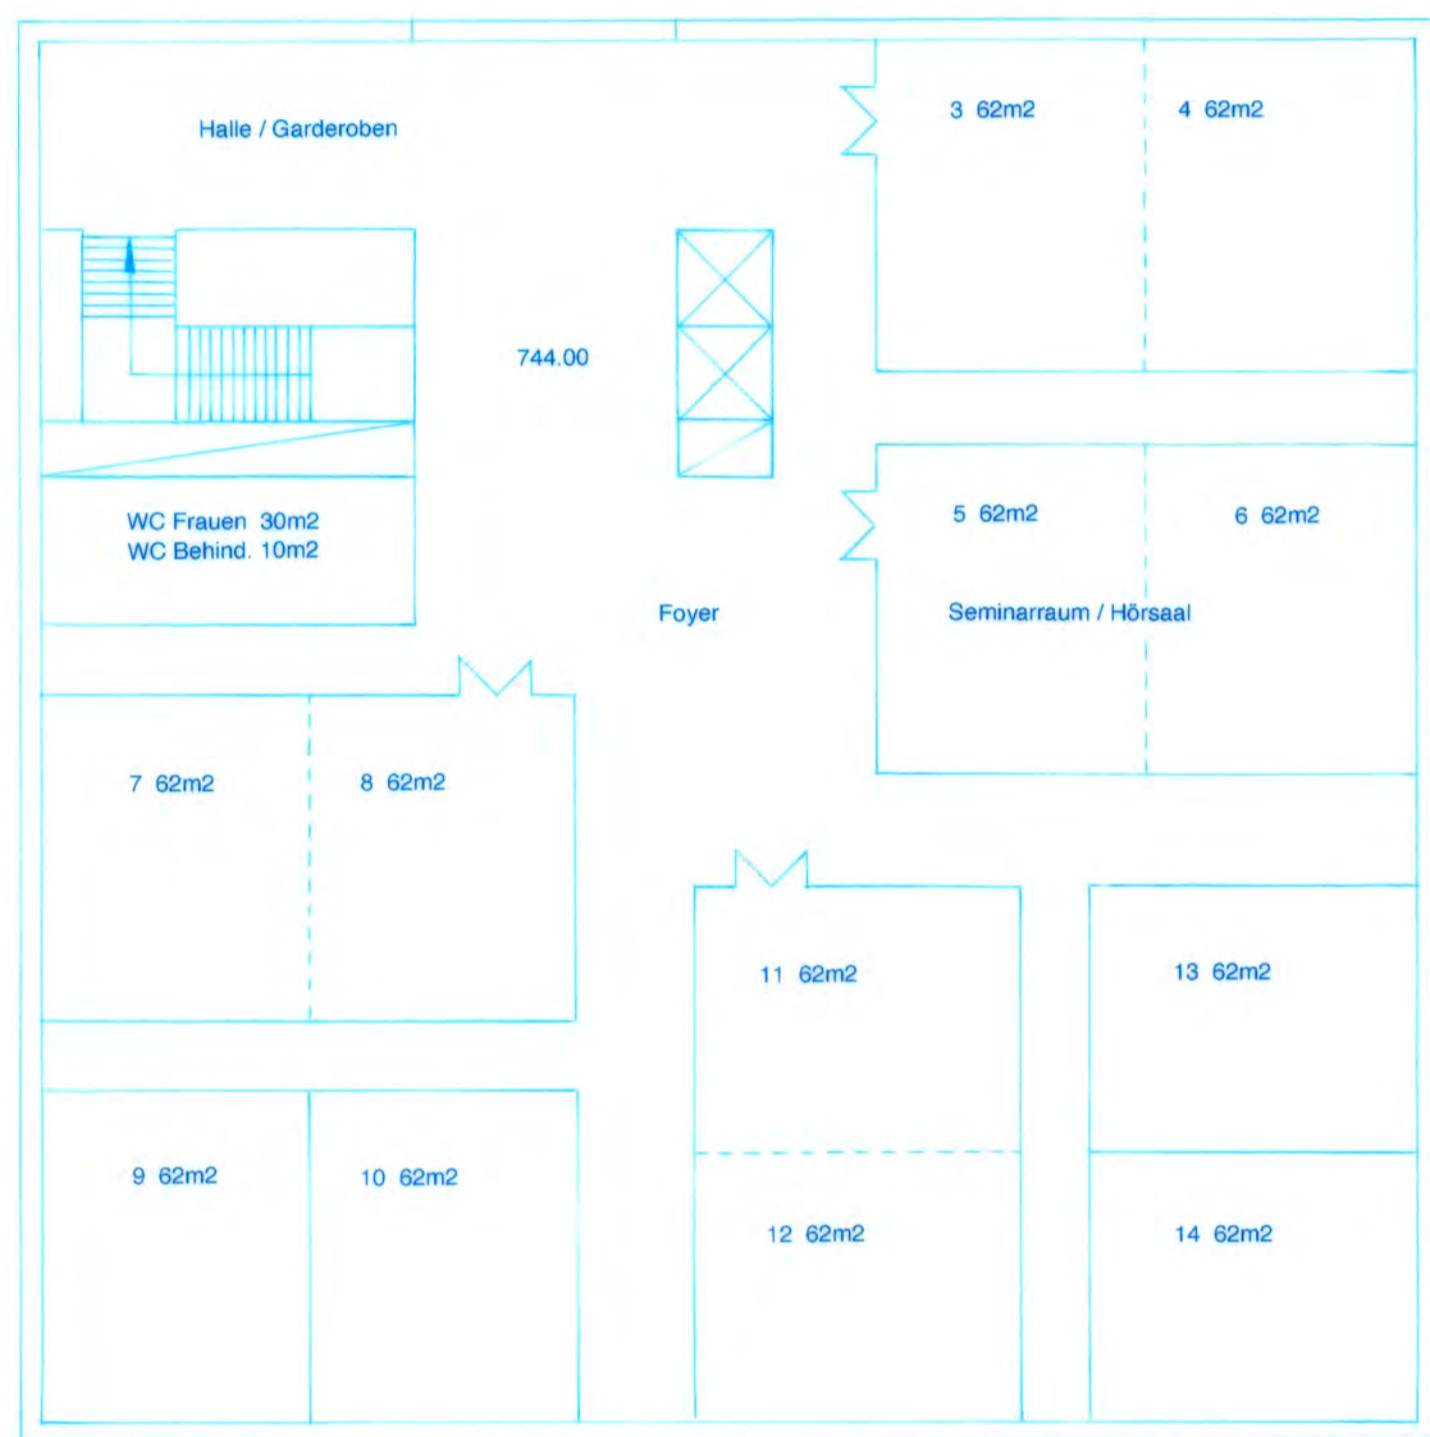 Halle / Garderoben
3 62m2
4 62m2
744.00
WC Frauen 30m2
WC Behind. 10m2
5 62m2
6 62m2
Foyer
Seminarraum / Hörsaal
7 62m2
8 62m2
11 62m2
13 62m2
9 62m2
10 62m2
12 62m2
14 62m2